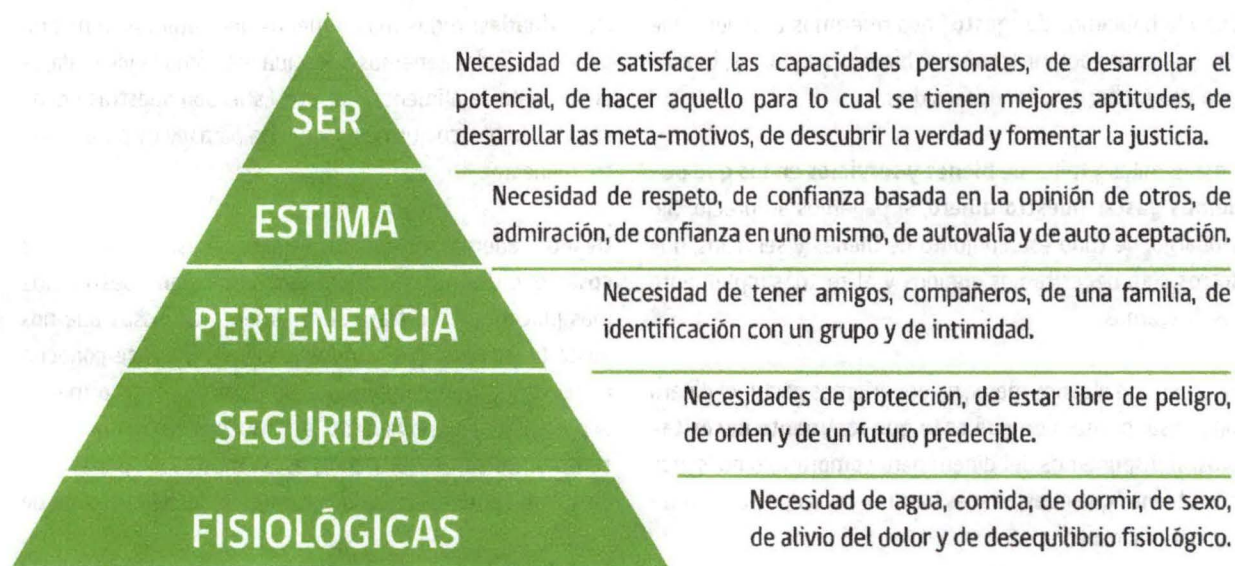 SER
Necesidad de satisfacer las capacidades personales, de desarrollar el
potencial, de hacer aquello para lo cual se tienen mejores aptitudes, de
desarrollar las meta-motivos, de descubrir la verdad y fomentar la justicia.
ESTIMA
Necesidad de respeto, de confianza basada en la opinión de otros, de
admiración, de confianza en uno mismo, de autovalía y de auto aceptación.
PERTENENCIA
Necesidad de tener amigos, compañeros, de una familia, de
identificación con un grupo y de intimidad.
SEGURIDAD
Necesidades de protección, de estar libre de peligro,
de orden y de un futuro predecible.
FISIOLÓGICAS
Necesidad de agua, comida, de dormir, de sexo,
de alivio del dolor y de desequilibrio fisiológico.